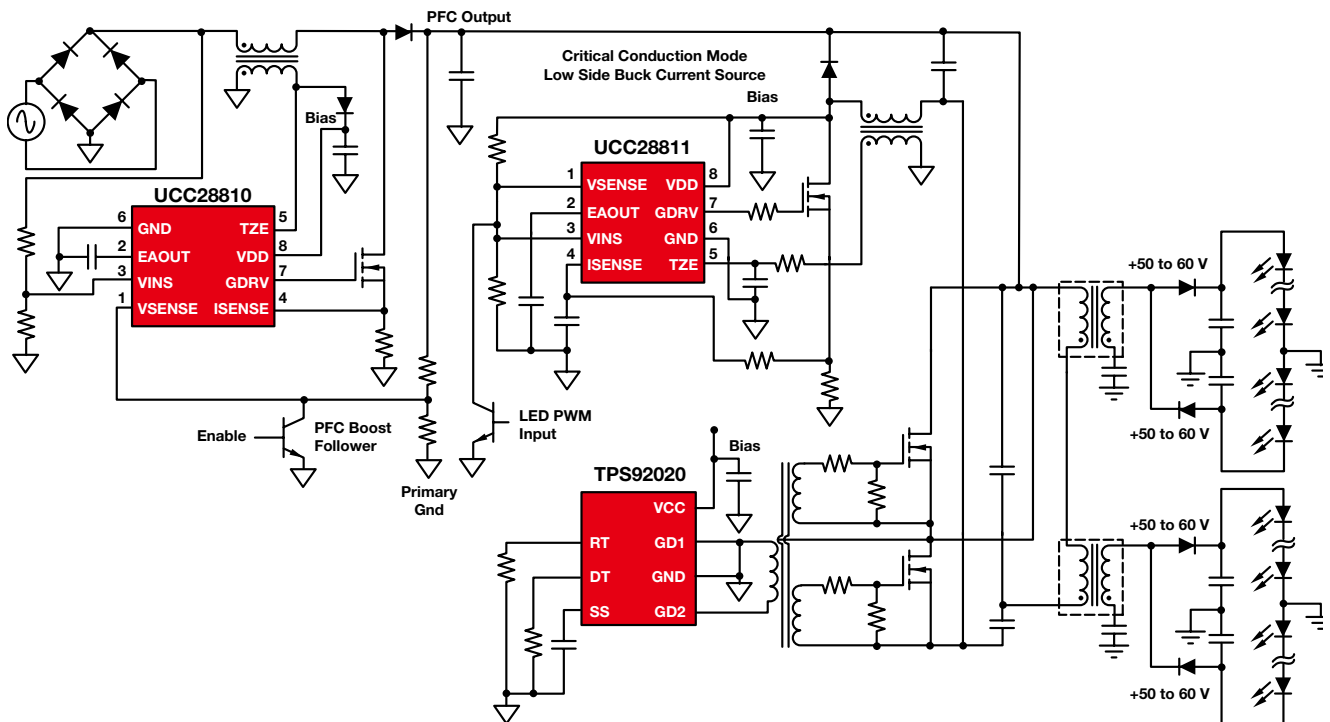 PFC Output
Critical Conduction Mode
Low Side Buck Current Source
Bias
Bias
UCC28810
6 GND
2 EAOUT
3 VINS
1 VSENSE
TZE 5
VDD 8
GDRV 7
ISENSE 4
UCC28811
1 VSENSE
2 EAOUT
3 VINS
4 ISENSE
VDD 8
GDRV 7
GND 6
TZE 5
Enable
PFC Boost
Follower
Primary
Gnd
LED PWM
Input
TPS92020
Bias
RT
DT
SS
VCC
GD1
GND
GD2
+50 to 60 V
+50 to 60 V
+50 to 60 V
+50 to 60 V